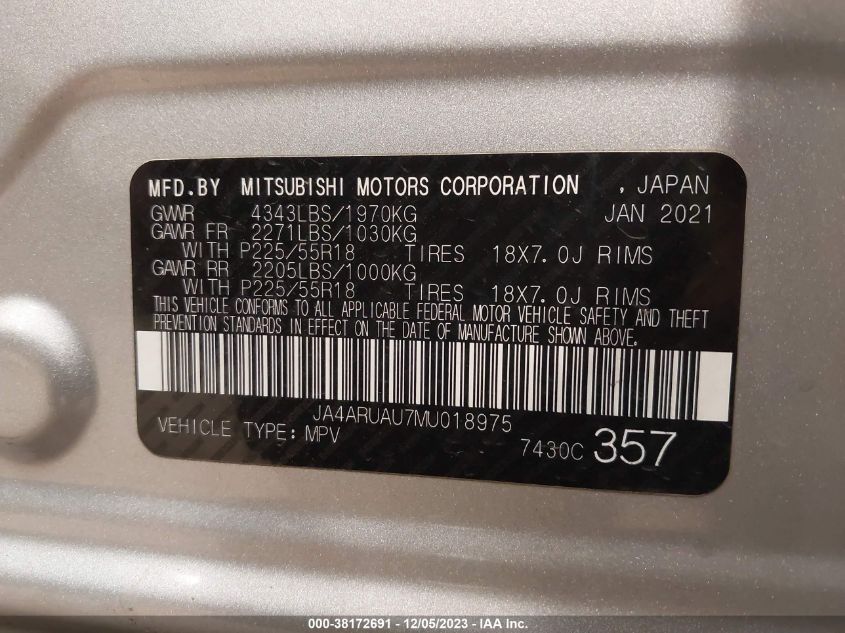 MFD.BY MITSUBISHI MOTORS CORPORATION , JAPAN
GVWR 4343LBS/1970KG JAN 2021
GAWR FR 2271LBS/1030KG
WITH P225/55R18 TIRES 18X7.0J RIMS
GAWR RR 2205LBS/1000KG
WITH P225/55R18 TIRES 18X7.0J RIMS
THIS VEHICLE CONFORMS TO ALL APPLICABLE FEDERAL MOTOR VEHICLE SAFETY AND THEFT
PREVENTION STANDARDS IN EFFECT ON THE DATE OF MANUFACTURE SHOWN ABOVE.
JA4ARUAU7MU018975
VEHICLE TYPE: MPV 7430C 357
000-38172691 - 12/05/2023 - IAA Inc.